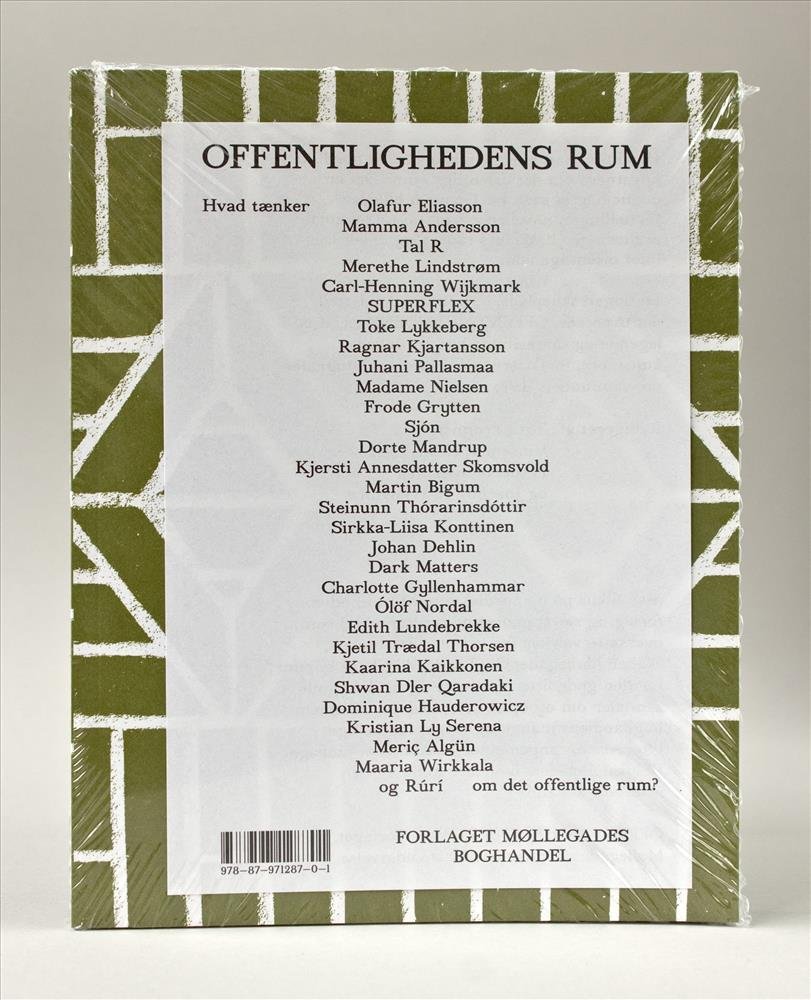 OFFENTLIGHEDENS RUM
Hvad tænker Olafur Eliasson
Mamma Andersson
Tal R
Merethe Lindstrøm
Carl-Henning Wijkmark
SUPERFLEX
Toke Lykkeberg
Ragnar Kjartansson
Juhani Pallasmaa
Madame Nielsen
Frode Grytten
Sjón
Dorte Mandrup
Kjersti Annesdatter Skomsvold
Martin Bigum
Steinunn Thórarinsdóttir
Sirkka-Liisa Konttinen
Johan Dehlin
Dark Matters
Charlotte Gyllenhammar
Ólöf Nordal
Edith Lundebrekke
Kjetil Trædal Thorsen
Kaarina Kaikkonen
Shwan Dler Qaradaki
Dominique Hauderowicz
Kristian Ly Serena
Meriç Algün
Maaria Wirkkala
og Rúrí om det offentlige rum?
FORLAGET MØLLEGADES
BOGHANDEL
978-87-971287-0-1